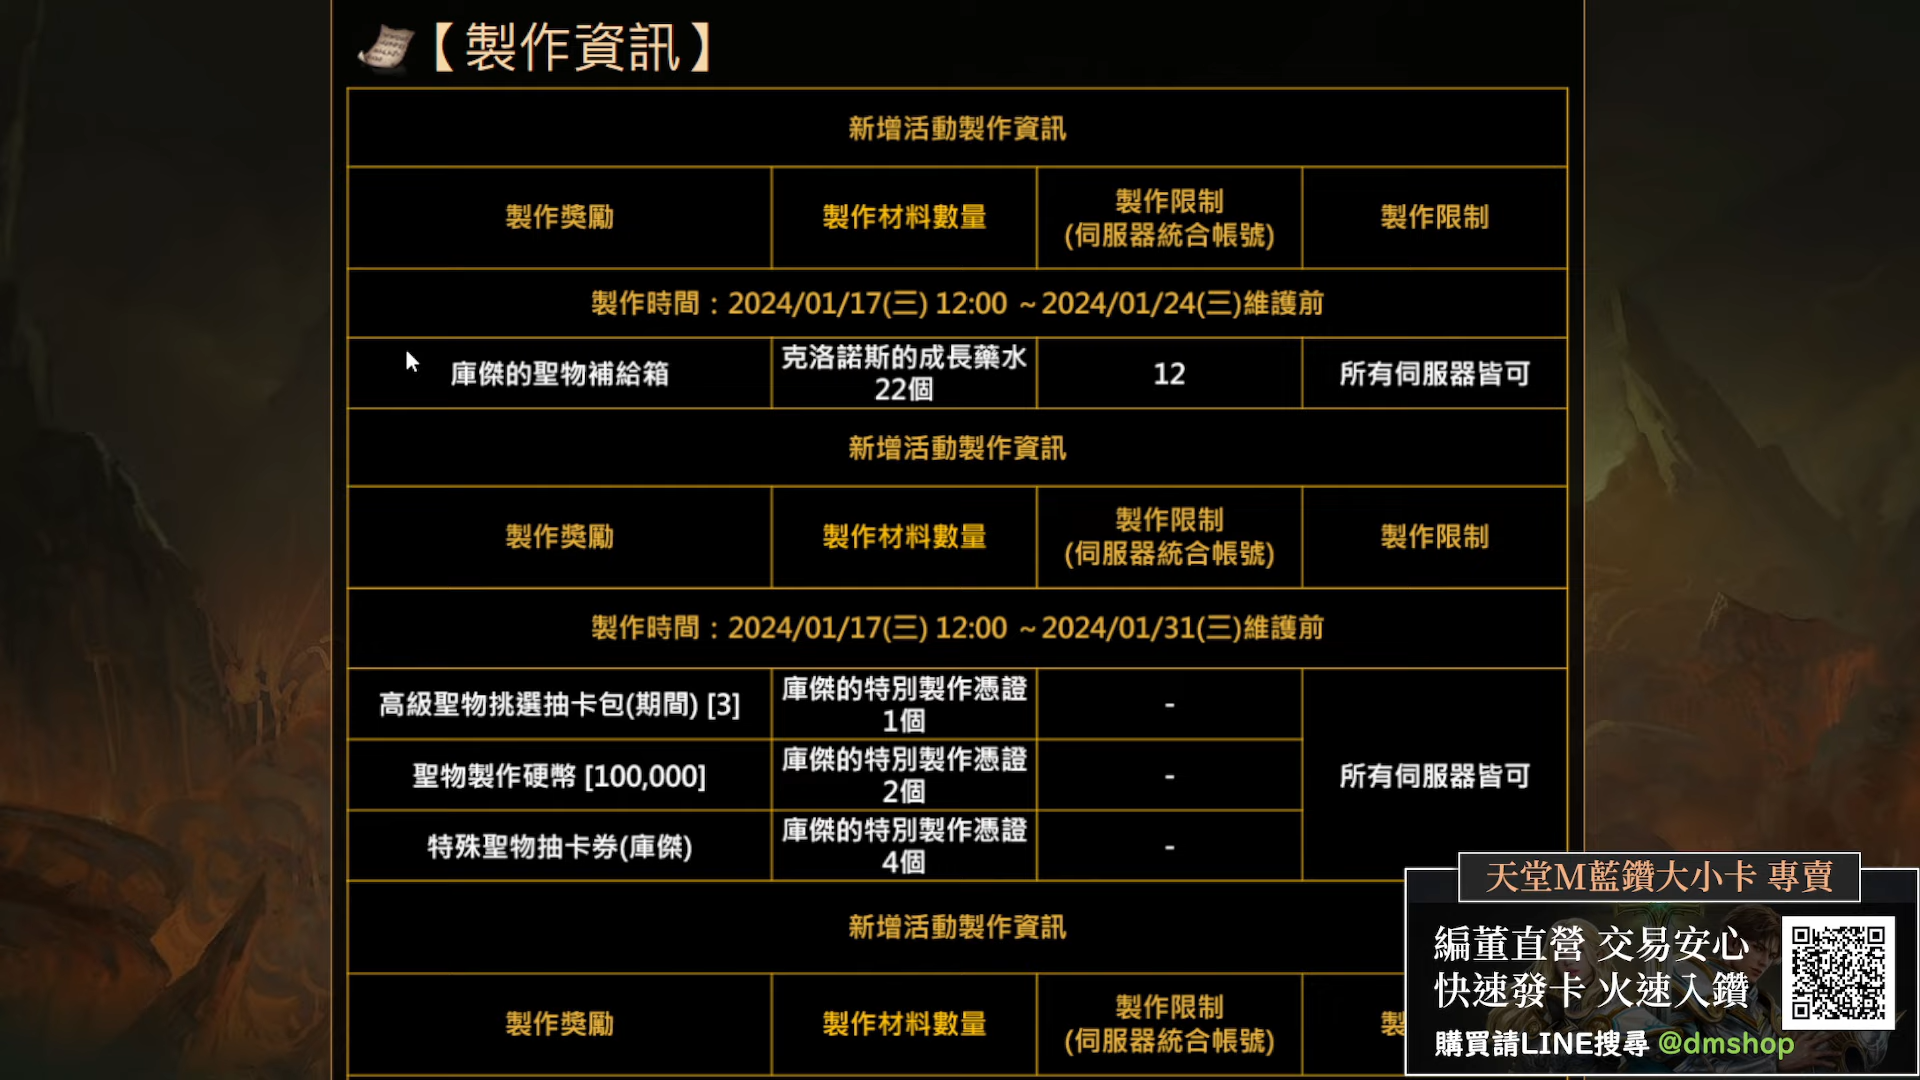 【製作資訊】
新增活動製作資訊
製作獎勵
製作材料數量
製作限制
(伺服器統合帳號)
製作限制
製作時間：2024/01/17(三) 12:00 ~2024/01/24(三)維護前
庫傑的聖物補給箱
克洛諾斯的成長藥水
22個
12
所有伺服器皆可
新增活動製作資訊
製作獎勵
製作材料數量
製作限制
(伺服器統合帳號)
製作限制
製作時間：2024/01/17(三) 12:00 ~2024/01/31(三)維護前
高級聖物挑選抽卡包(期間) [3]
庫傑的特別製作憑證
1個
-
聖物製作硬幣 [100,000]
庫傑的特別製作憑證
2個
-
所有伺服器皆可
特殊聖物抽卡券(庫傑)
庫傑的特別製作憑證
4個
-
新增活動製作資訊
製作獎勵
製作材料數量
製作限制
(伺服器統合帳號)
製
天堂M藍鑽大小卡 專賣
編董直營 交易安心
快速發卡 火速入鑽
購買請LINE搜尋 @dmshop